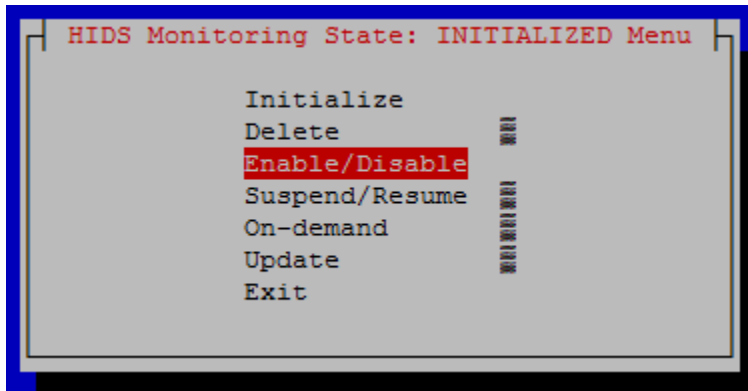 HIDS Monitoring State: INITIALIZED Menu
Initialize
Delete
Enable/Disable
Suspend/Resume
On-demand
Update
Exit